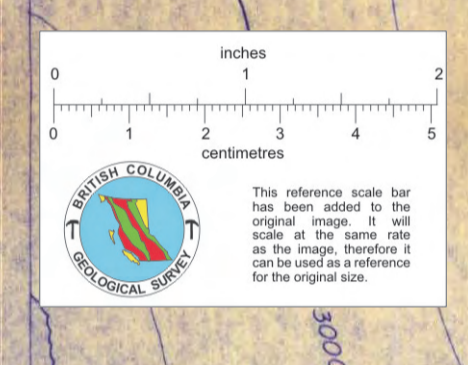 inches
0 1 2
0 1 2 3 4 5
centimetres
BRITISH COLUMBIA
GEOLOGICAL SURVEY
This reference scale bar
has been added to the
original image. It will
scale at the same rate
as the image, therefore it
can be used as a reference
for the original size.
3000